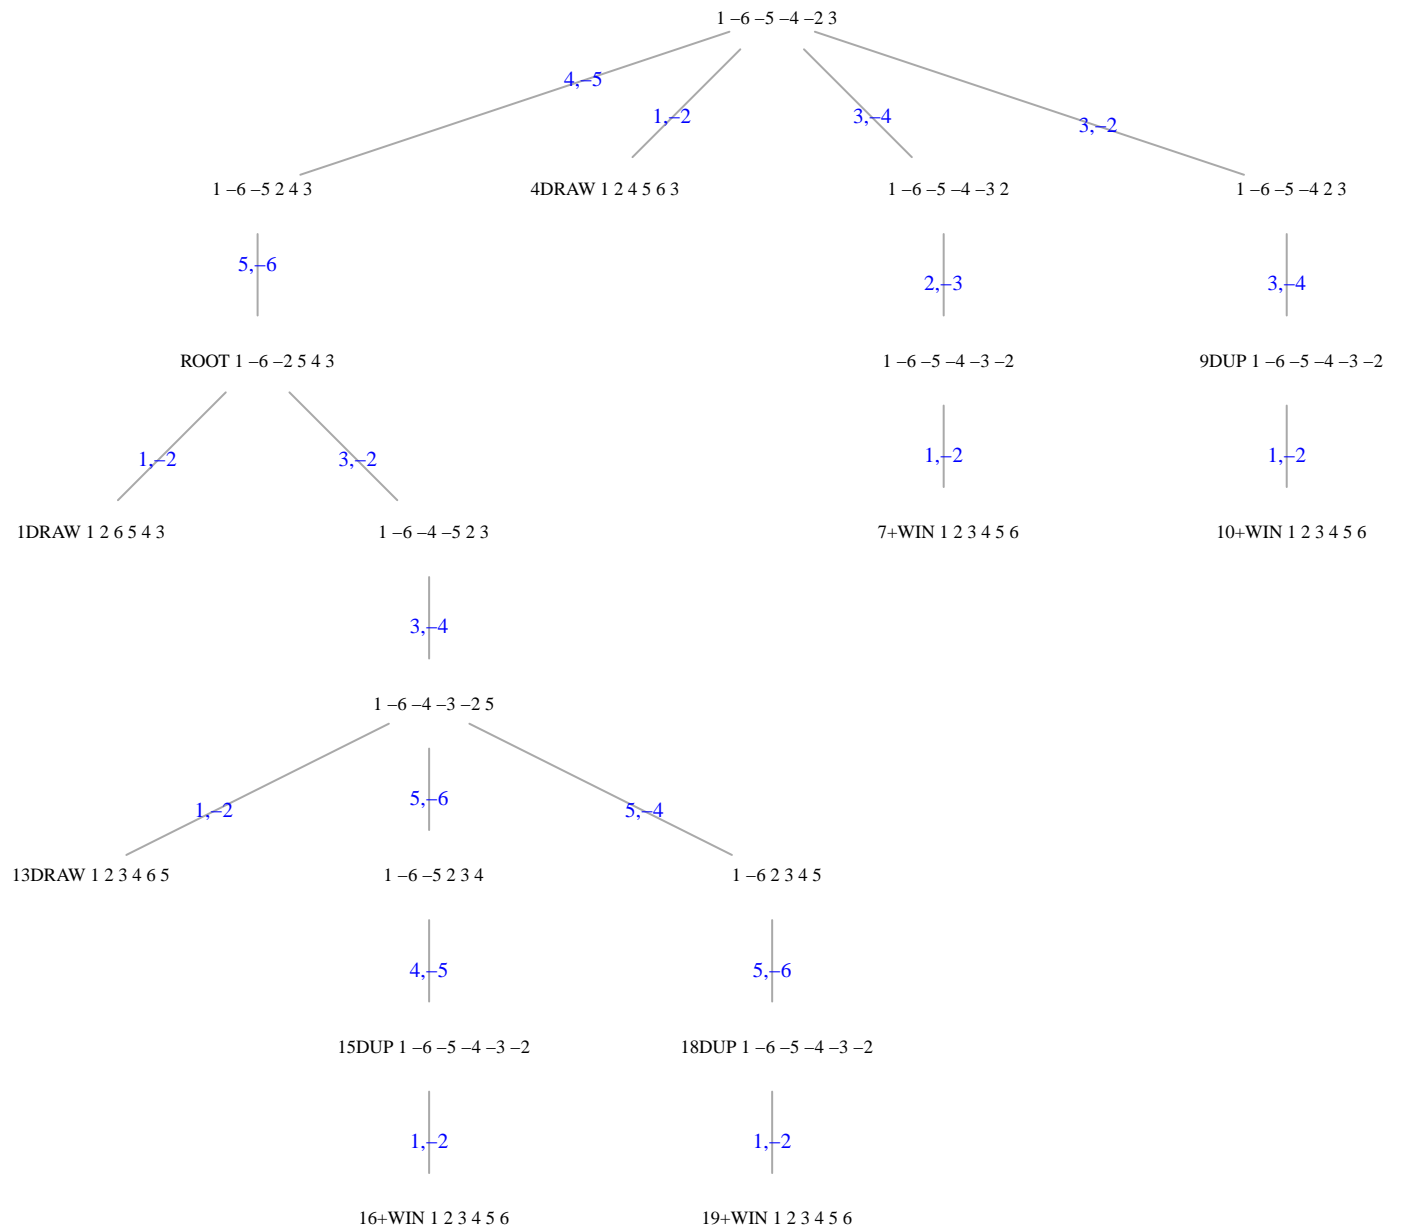 1 –6 –5 –4 –2 3
4,–5
1,–2
3,–4
3,–2
1 –6 –5 2 4 3
4DRAW 1 2 4 5 6 3
1 –6 –5 –4 –3 2
1 –6 –5 –4 2 3
5,–6
2,–3
3,–4
ROOT 1 –6 –2 5 4 3
1 –6 –5 –4 –3 –2
9DUP 1 –6 –5 –4 –3 –2
1,–2
3,–2
1,–2
1,–2
1DRAW 1 2 6 5 4 3
1 –6 –4 –5 2 3
7+WIN 1 2 3 4 5 6
10+WIN 1 2 3 4 5 6
3,–4
1 –6 –4 –3 –2 5
1,–2
5,–6
5,–4
13DRAW 1 2 3 4 6 5
1 –6 –5 2 3 4
1 –6 2 3 4 5
4,–5
5,–6
15DUP 1 –6 –5 –4 –3 –2
18DUP 1 –6 –5 –4 –3 –2
1,–2
1,–2
16+WIN 1 2 3 4 5 6
19+WIN 1 2 3 4 5 6